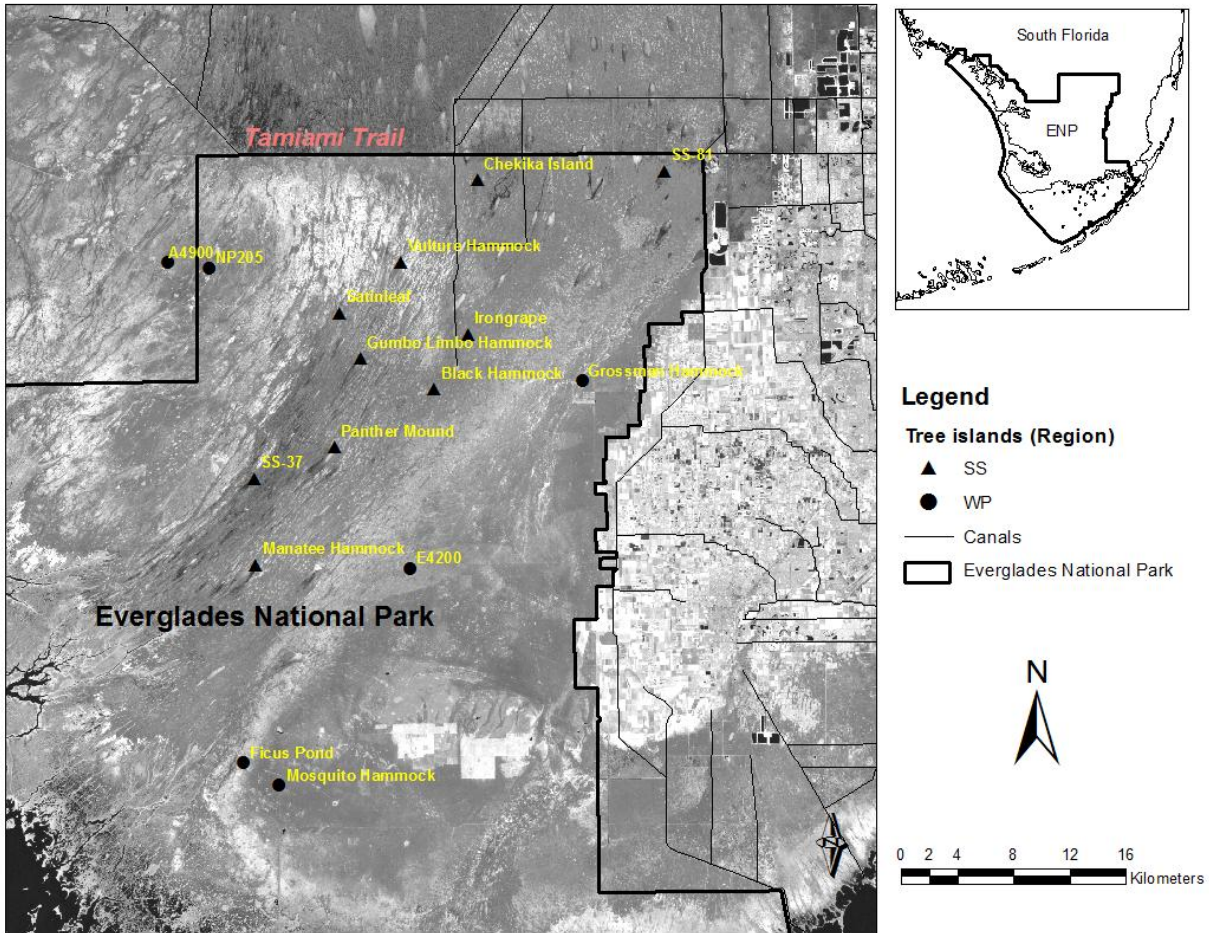 Tamiami Trail
Chekika Island
SS-81
Vulture Hammock
A4900
NP205
Satinleaf
Irongrape
Gumbo Limbo Hammock
Black Hammock
Grossman Hammock
Panther Mound
SS-37
Manatee Hammock
E4200
Everglades National Park
Ficus Pond
Mosquito Hammock
South Florida
ENP
Legend
Tree islands (Region)
SS
WP
Canals
Everglades National Park
N
0 2 4 8 12 16
Kilometers